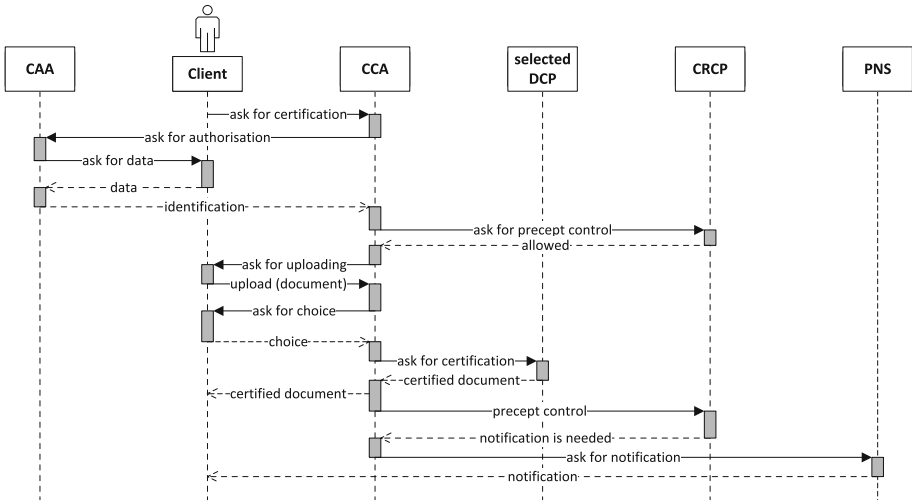 CAA
Client
CCA
selected
DCP
CRCP
PNS
ask for certification
ask for authorisation
ask for data
data
identification
ask for precept control
allowed
ask for uploading
upload (document)
ask for choice
choice
ask for certification
certified document
certified document
precept control
notification is needed
ask for notification
notification